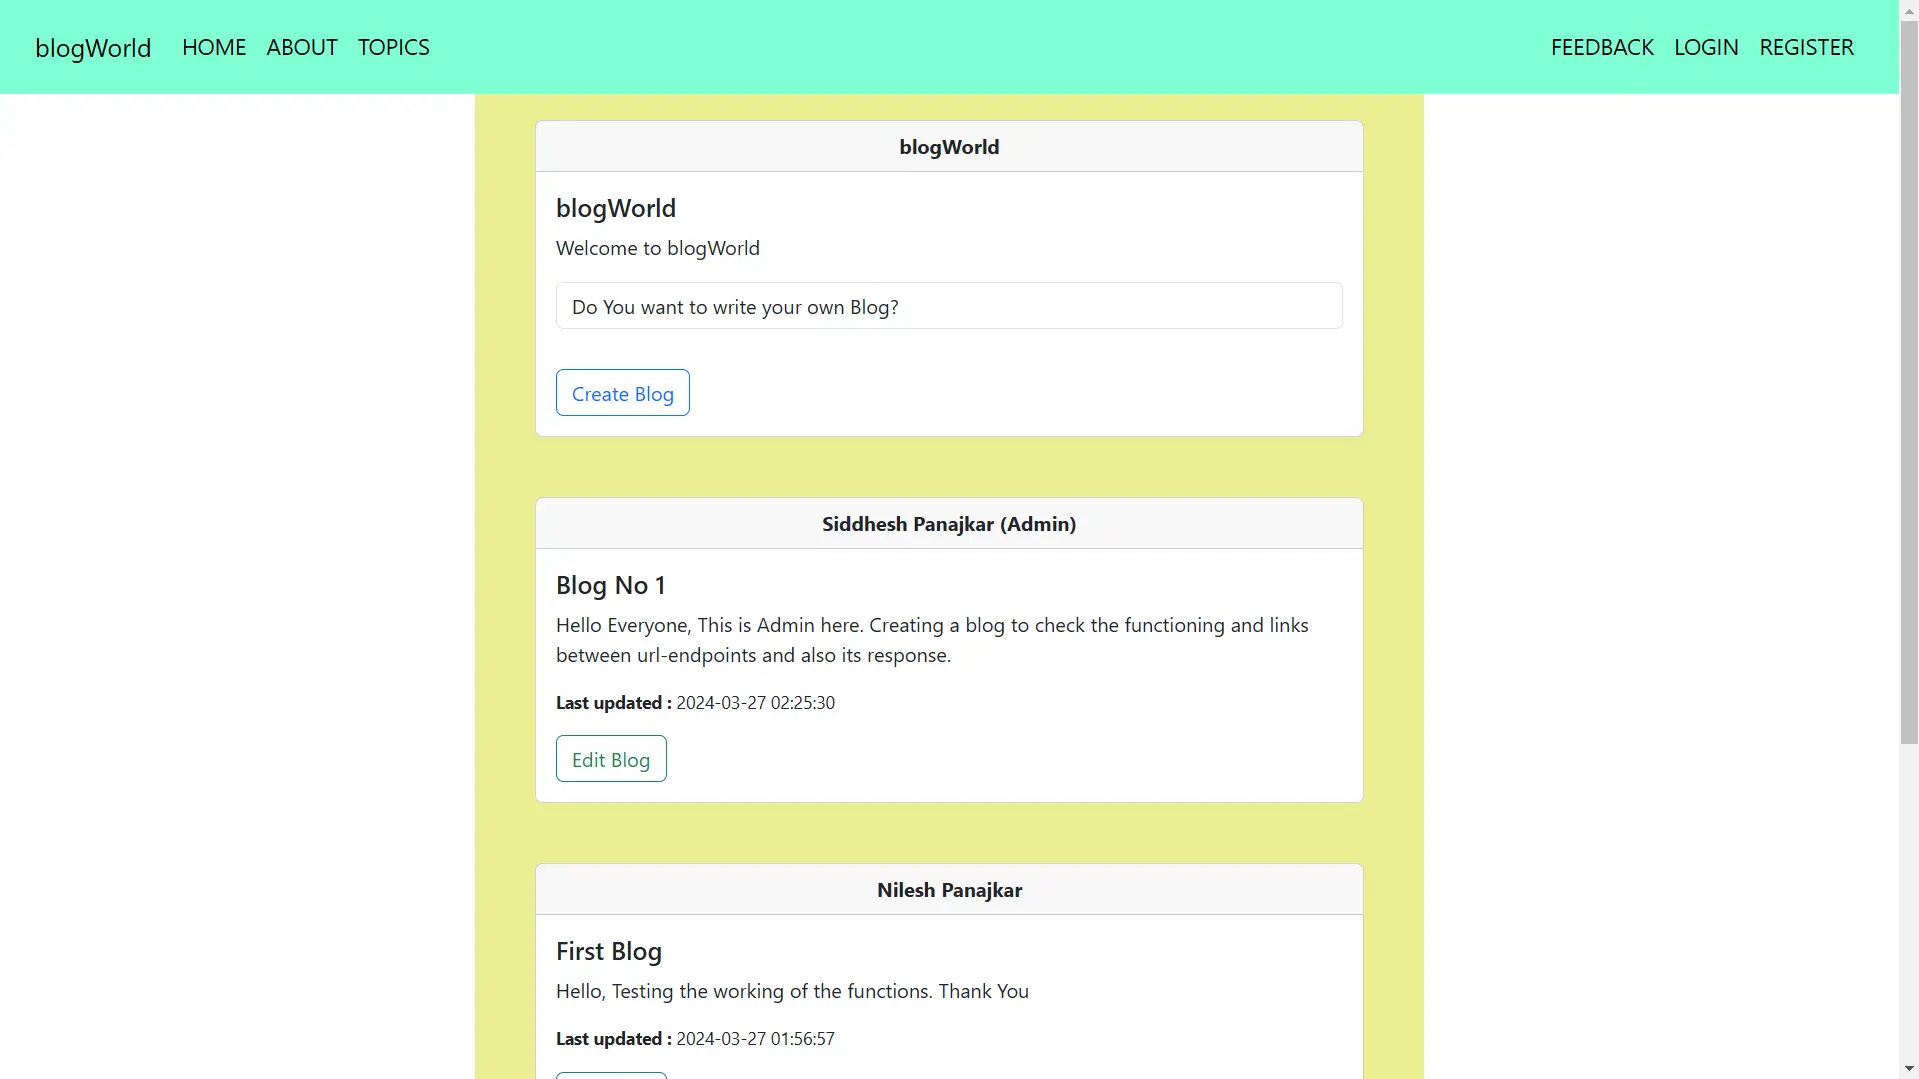 blogWorld HOME ABOUT TOPICS FEEDBACK LOGIN REGISTER
blogWorld
blogWorld
Welcome to blogWorld
Do You want to write your own Blog?
Create Blog
Siddhesh Panajkar (Admin)
Blog No 1
Hello Everyone, This is Admin here. Creating a blog to check the functioning and links
between url-endpoints and also its response.
Last updated : 2024-03-27 02:25:30
Edit Blog
Nilesh Panajkar
First Blog
Hello, Testing the working of the functions. Thank You
Last updated : 2024-03-27 01:56:57